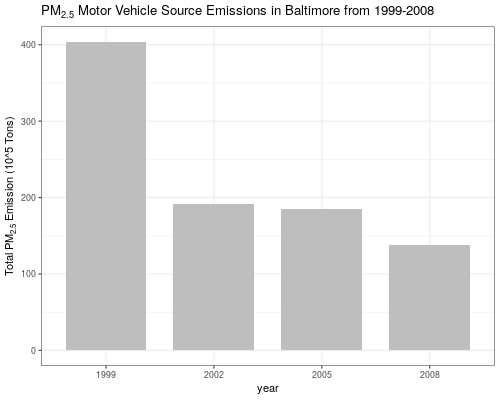 PM2.5 Motor Vehicle Source Emissions in Baltimore from 1999-2008
Total PM2.5 Emission (10^5 Tons)
400
300
200
100
0
1999 2002 2005 2008
year